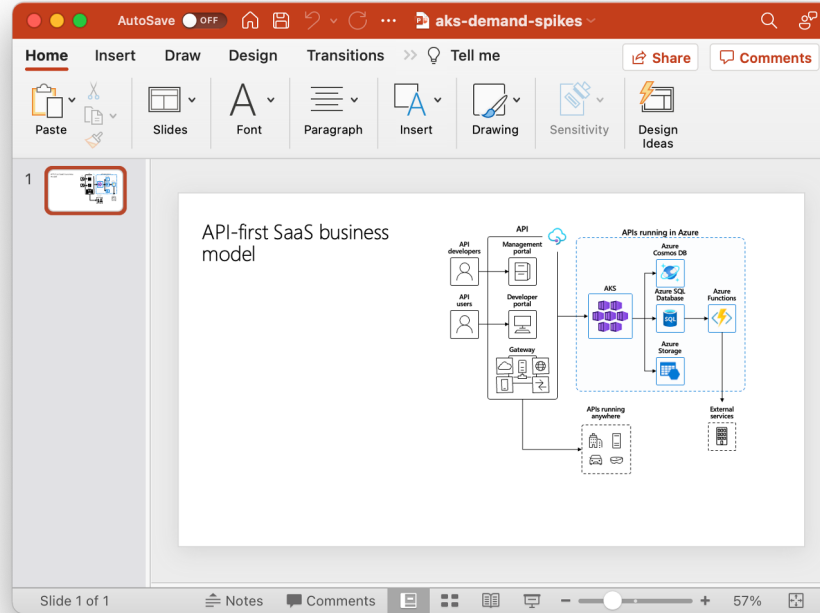 AutoSave OFF
aks-demand-spikes
Home Insert Draw Design Transitions Tell me
Share Comments
Paste Slides Font Paragraph Insert Drawing Sensitivity Design
Ideas
1
API-first SaaS business
model
API
APIs running in Azure
API
developers
Management
portal
Azure
Cosmos DB
API
users
Developer
portal
AKS
Azure SQL
Database
SQL
Azure
Functions
Gateway
Azure
Storage
APIs running
anywhere
External
services
Slide 1 of 1 Notes Comments 57%